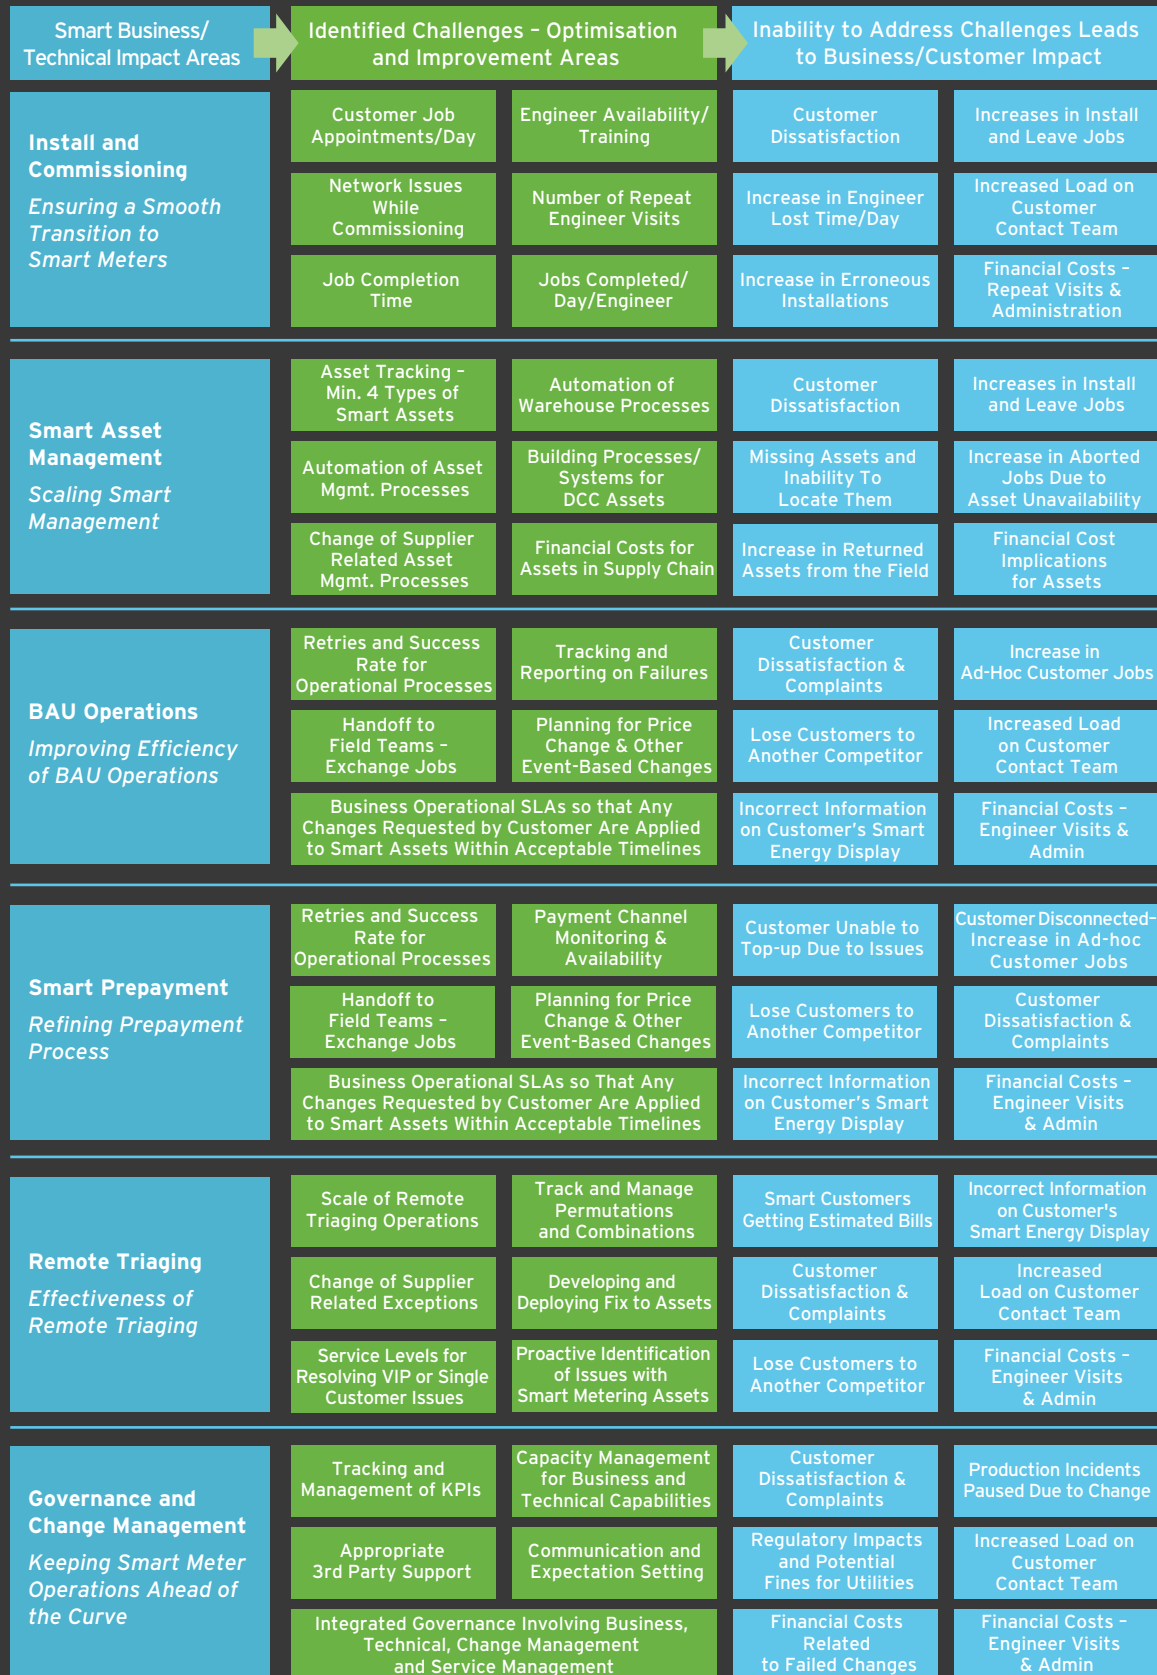 Smart Business/
Technical Impact Areas
Identified Challenges – Optimisation
and Improvement Areas
Inability to Address Challenges Leads
to Business/Customer Impact
Install and
Commissioning
Ensuring a Smooth
Transition to
Smart Meters
Customer Job
Appointments/Day
Engineer Availability/
Training
Customer
Dissatisfaction
Increases in Install
and Leave Jobs
Network Issues
While
Commissioning
Number of Repeat
Engineer Visits
Increase in Engineer
Lost Time/Day
Increased Load on
Customer
Contact Team
Job Completion
Time
Jobs Completed/
Day/Engineer
Increase in Erroneous
Installations
Financial Costs –
Repeat Visits &
Administration
Smart Asset
Management
Scaling Smart
Management
Asset Tracking –
Min. 4 Types of
Smart Assets
Automation of
Warehouse Processes
Customer
Dissatisfaction
Increases in Install
and Leave Jobs
Automation of Asset
Mgmt. Processes
Building Processes/
Systems for
DCC Assets
Missing Assets and
Inability To
Locate Them
Increase in Aborted
Jobs Due to
Asset Unavailability
Change of Supplier
Related Asset
Mgmt. Processes
Financial Costs for
Assets in Supply Chain
Increase in Returned
Assets from the Field
Financial Cost
Implications
for Assets
BAU Operations
Improving Efficiency
of BAU Operations
Retries and Success
Rate for
Operational Processes
Tracking and
Reporting on Failures
Customer
Dissatisfaction &
Complaints
Increase in
Ad-Hoc Customer Jobs
Handoff to
Field Teams –
Exchange Jobs
Planning for Price
Change & Other
Event-Based Changes
Lose Customers to
Another Competitor
Increased Load
on Customer
Contact Team
Business Operational SLAs so that Any
Changes Requested by Customer Are Applied
to Smart Assets Within Acceptable Timelines
Incorrect Information
on Customer’s Smart
Energy Display
Financial Costs –
Engineer Visits &
Admin
Smart Prepayment
Refining Prepayment
Process
Retries and Success
Rate for
Operational Processes
Payment Channel
Monitoring &
Availability
Customer Unable to
Top-up Due to Issues
Customer Disconnected–
Increase in Ad-hoc
Customer Jobs
Handoff to
Field Teams –
Exchange Jobs
Planning for Price
Change & Other
Event-Based Changes
Lose Customers to
Another Competitor
Customer
Dissatisfaction &
Complaints
Business Operational SLAs so That Any
Changes Requested by Customer Are Applied
to Smart Assets Within Acceptable Timelines
Incorrect Information
on Customer’s Smart
Energy Display
Financial Costs –
Engineer Visits
& Admin
Remote Triaging
Effectiveness of
Remote Triaging
Scale of Remote
Triaging Operations
Track and Manage
Permutations
and Combinations
Smart Customers
Getting Estimated Bills
Incorrect Information
on Customer's
Smart Energy Display
Change of Supplier
Related Exceptions
Developing and
Deploying Fix to Assets
Customer
Dissatisfaction &
Complaints
Increased
Load on Customer
Contact Team
Service Levels for
Resolving VIP or Single
Customer Issues
Proactive Identification
of Issues with
Smart Metering Assets
Lose Customers to
Another Competitor
Financial Costs –
Engineer Visits
& Admin
Governance and
Change Management
Keeping Smart Meter
Operations Ahead of
the Curve
Tracking and
Management of KPIs
Capacity Management
for Business and
Technical Capabilities
Customer
Dissatisfaction &
Complaints
Production Incidents
Paused Due to Change
Appropriate
3rd Party Support
Communication and
Expectation Setting
Regulatory Impacts
and Potential
Fines for Utilities
Increased Load on
Customer
Contact Team
Integrated Governance Involving Business,
Technical, Change Management
and Service Management
Financial Costs
Related
to Failed Changes
Financial Costs –
Engineer Visits
& Admin